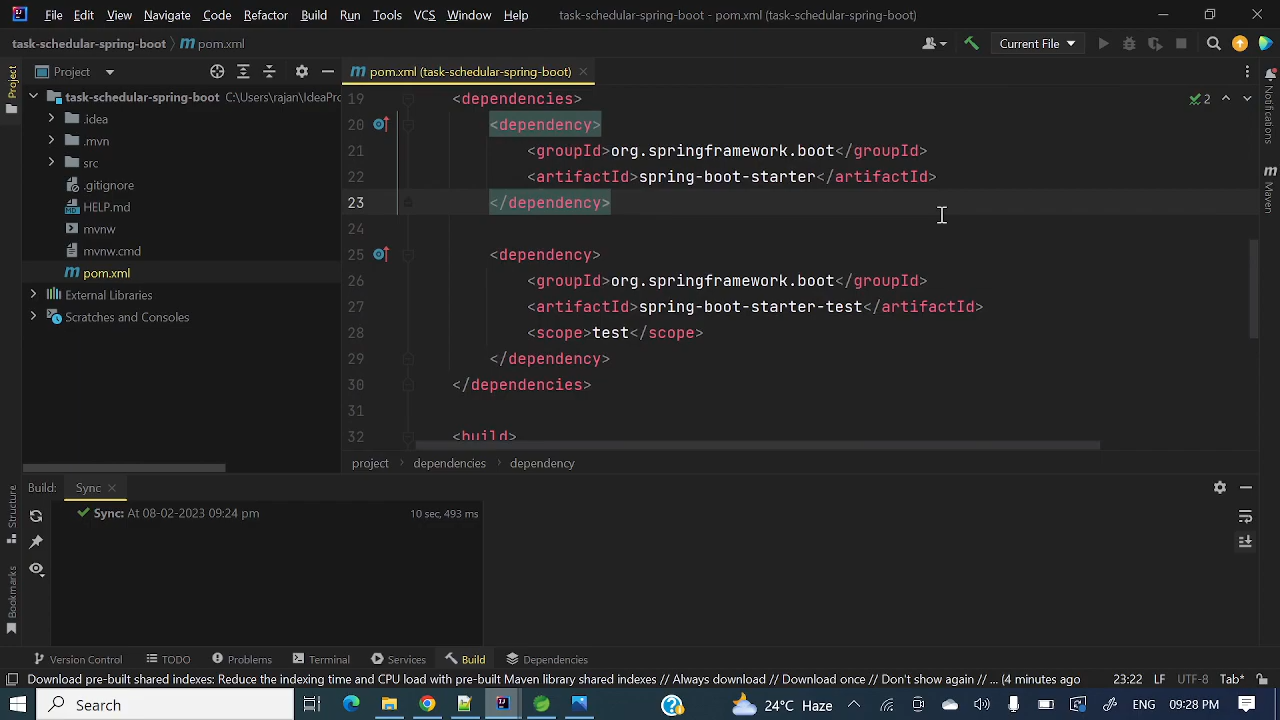 File Edit View Navigate Code Refactor Build Run Tools VCS Window Help task-schedular-spring-boot - pom.xml (task-schedular-spring-boot)
task-schedular-spring-boot pom.xml Current File
Project
Project
pom.xml (task-schedular-spring-boot)
Notifications
Maven
task-schedular-spring-boot C:\Users\rajan\IdeaPro
.idea
.mvn
src
.gitignore
HELP.md
mvnw
mvnw.cmd
pom.xml
External Libraries
Scratches and Consoles
19 <dependencies>
2
20 <dependency>
21 <groupId>org.springframework.boot</groupId>
22 <artifactId>spring-boot-starter</artifactId>
23 </dependency>
24
25 <dependency>
26 <groupId>org.springframework.boot</groupId>
27 <artifactId>spring-boot-starter-test</artifactId>
28 <scope>test</scope>
29 </dependency>
30 </dependencies>
31
32 <build>
project > dependencies > dependency
Structure
Bookmarks
Build: Sync
Sync: At 08-02-2023 09:24 pm 10 sec, 493 ms
Version Control TODO Problems Terminal Services Build Dependencies
Download pre-built shared indexes: Reduce the indexing time and CPU load with pre-built Maven library shared indexes // Always download // Download once // Don't show again // ... (4 minutes ago 23:22 LF UTF-8 Tab*
Search 24°C Haze ENG 09:28 PM